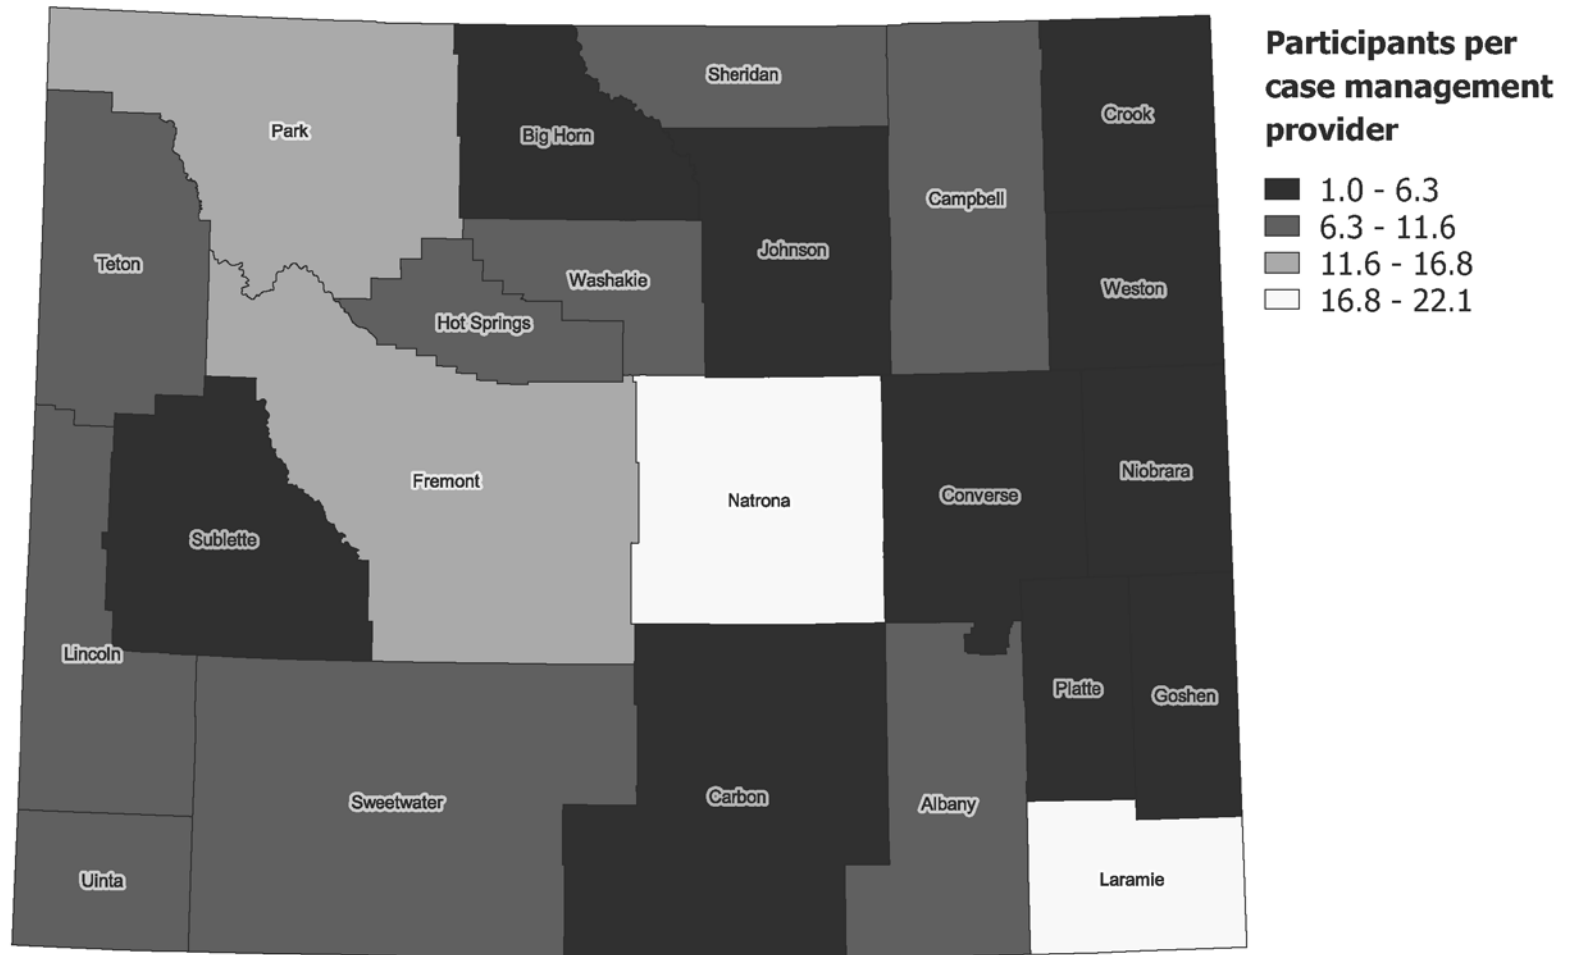 Participants per
case management
provider
1.0 - 6.3
6.3 - 11.6
11.6 - 16.8
16.8 - 22.1
Sheridan
Crook
Park
Big Horn
Campbell
Johnson
Teton
Washakie
Weston
Hot Springs
Niobrara
Fremont
Converse
Natrona
Sublette
Lincoln
Platte
Goshen
Carbon
Sweetwater
Albany
Uinta
Laramie